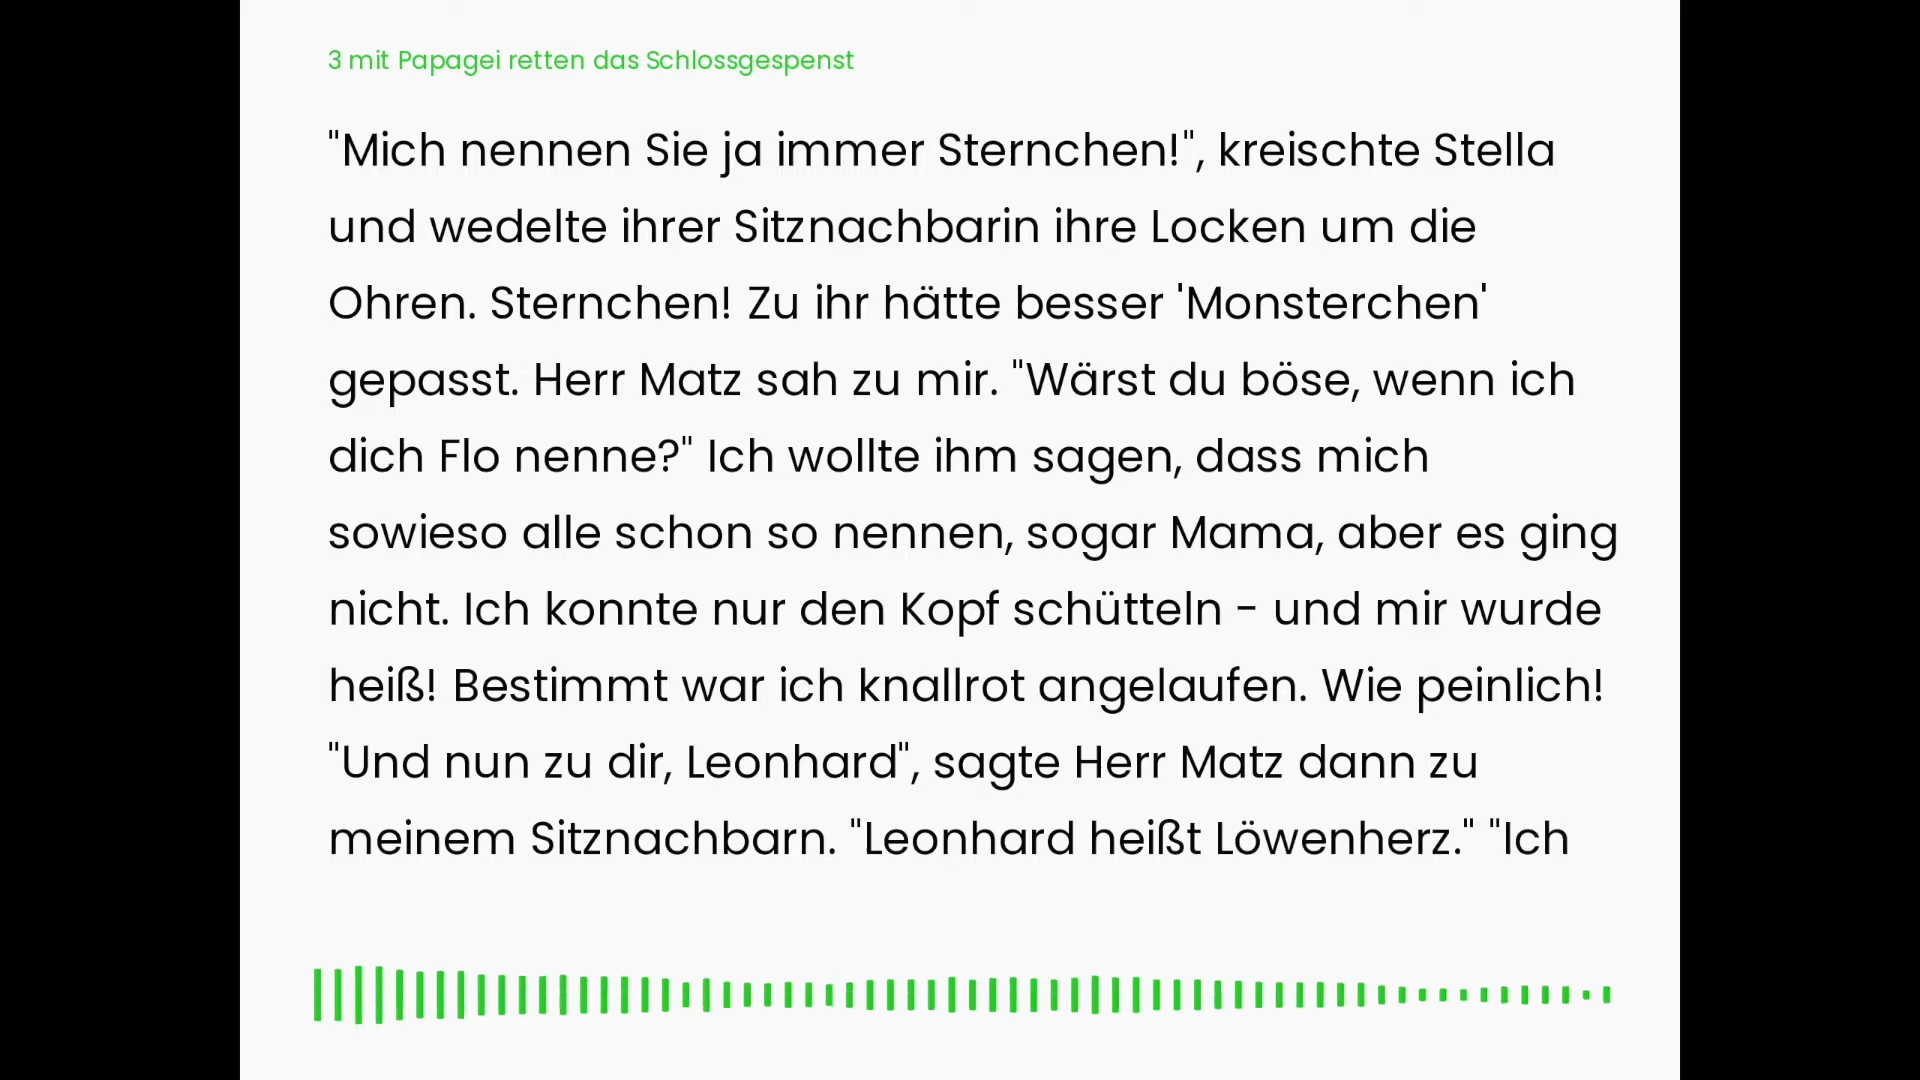 3 mit Papagei retten das Schlossgespenst
"Mich nennen Sie ja immer Sternchen!", kreischte Stella
und wedelte ihrer Sitznachbarin ihre Locken um die
Ohren. Sternchen! Zu ihr hätte besser 'Monsterchen'
gepasst. Herr Matz sah zu mir. "Wärst du böse, wenn ich
dich Flo nenne?" Ich wollte ihm sagen, dass mich
sowieso alle schon so nennen, sogar Mama, aber es ging
nicht. Ich konnte nur den Kopf schütteln - und mir wurde
heiß! Bestimmt war ich knallrot angelaufen. Wie peinlich!
"Und nun zu dir, Leonhard", sagte Herr Matz dann zu
meinem Sitznachbarn. "Leonhard heißt Löwenherz." "Ich